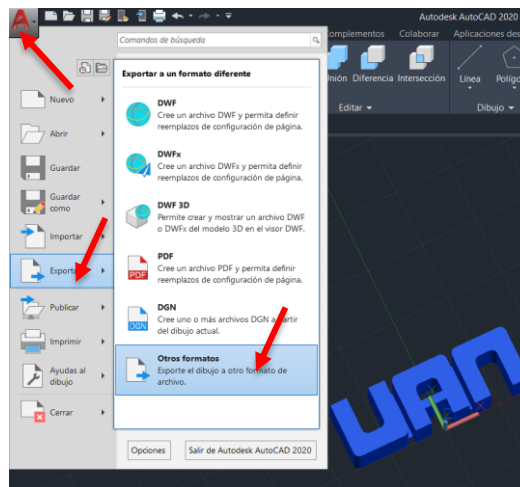 A
Autodesk AutoCAD 2020
Comandos de búsqueda
Complementos Colaborar Aplicaciones des
Exportar a un formato diferente
Unión Diferencia Intersección Línea Políg
Editar Dibujo
Nuevo
Abrir
Guardar
Guardar
como
Importar
Exportar
Publicar
Imprimir
Ayudas al
dibujo
Cerrar
DWF
Cree un archivo DWF y permita definir
reemplazos de configuración de página.
DWFx
Cree un archivo DWFx y permita definir
reemplazos de configuración de página.
DWF 3D
Permite crear y mostrar un archivo DWF
o DWFx del modelo 3D en el visor DWF.
PDF
PDF
Cree un archivo PDF y permita definir
reemplazos de configuración de página.
DGN
DGN
Cree uno o más archivos DGN a partir
del dibujo actual.
Otros formatos
Exporte el dibujo a otro formato de
archivo.
Opciones
Salir de Autodesk AutoCAD 2020
UAN